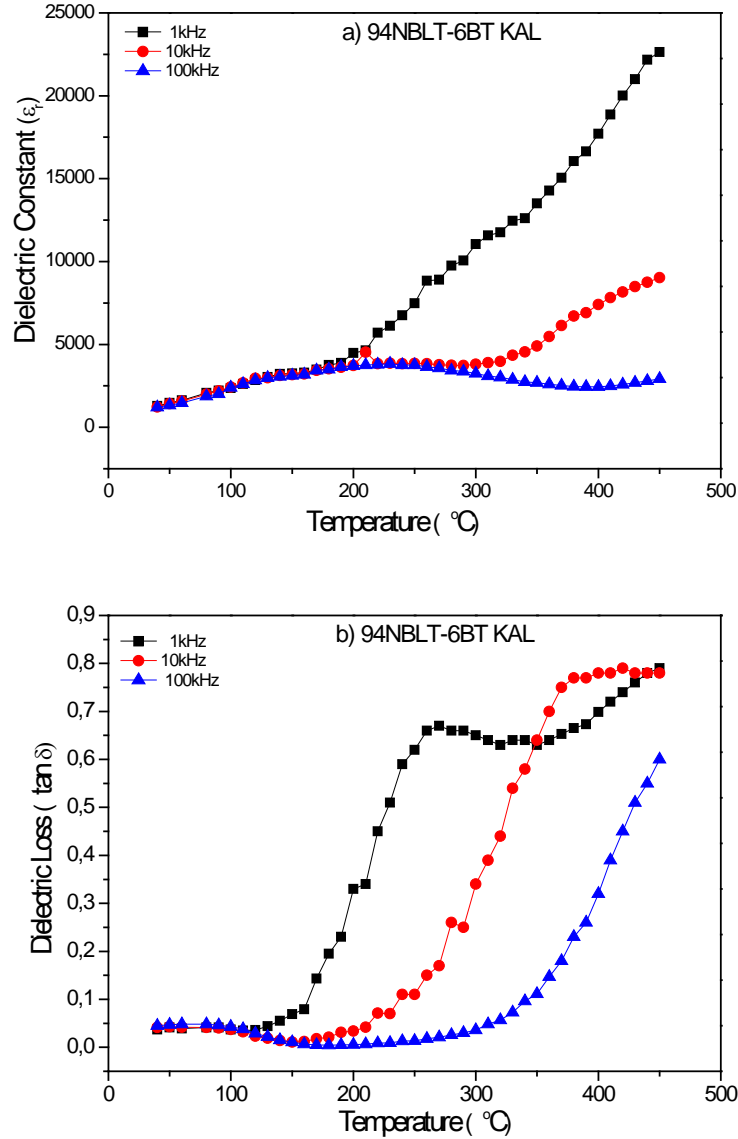 a) 94NBLT-6BT KAL
1kHz
10kHz
100kHz
25000
20000
15000
10000
5000
0
Dielectric Constant (εr)
0 100 200 300 400 500
Temperature ( °C)
b) 94NBLT-6BT KAL
1kHz
10kHz
100kHz
0,9
0,8
0,7
0,6
0,5
0,4
0,3
0,2
0,1
0,0
Dielectric Loss ( tan δ)
0 100 200 300 400 500
Temperature ( °C)